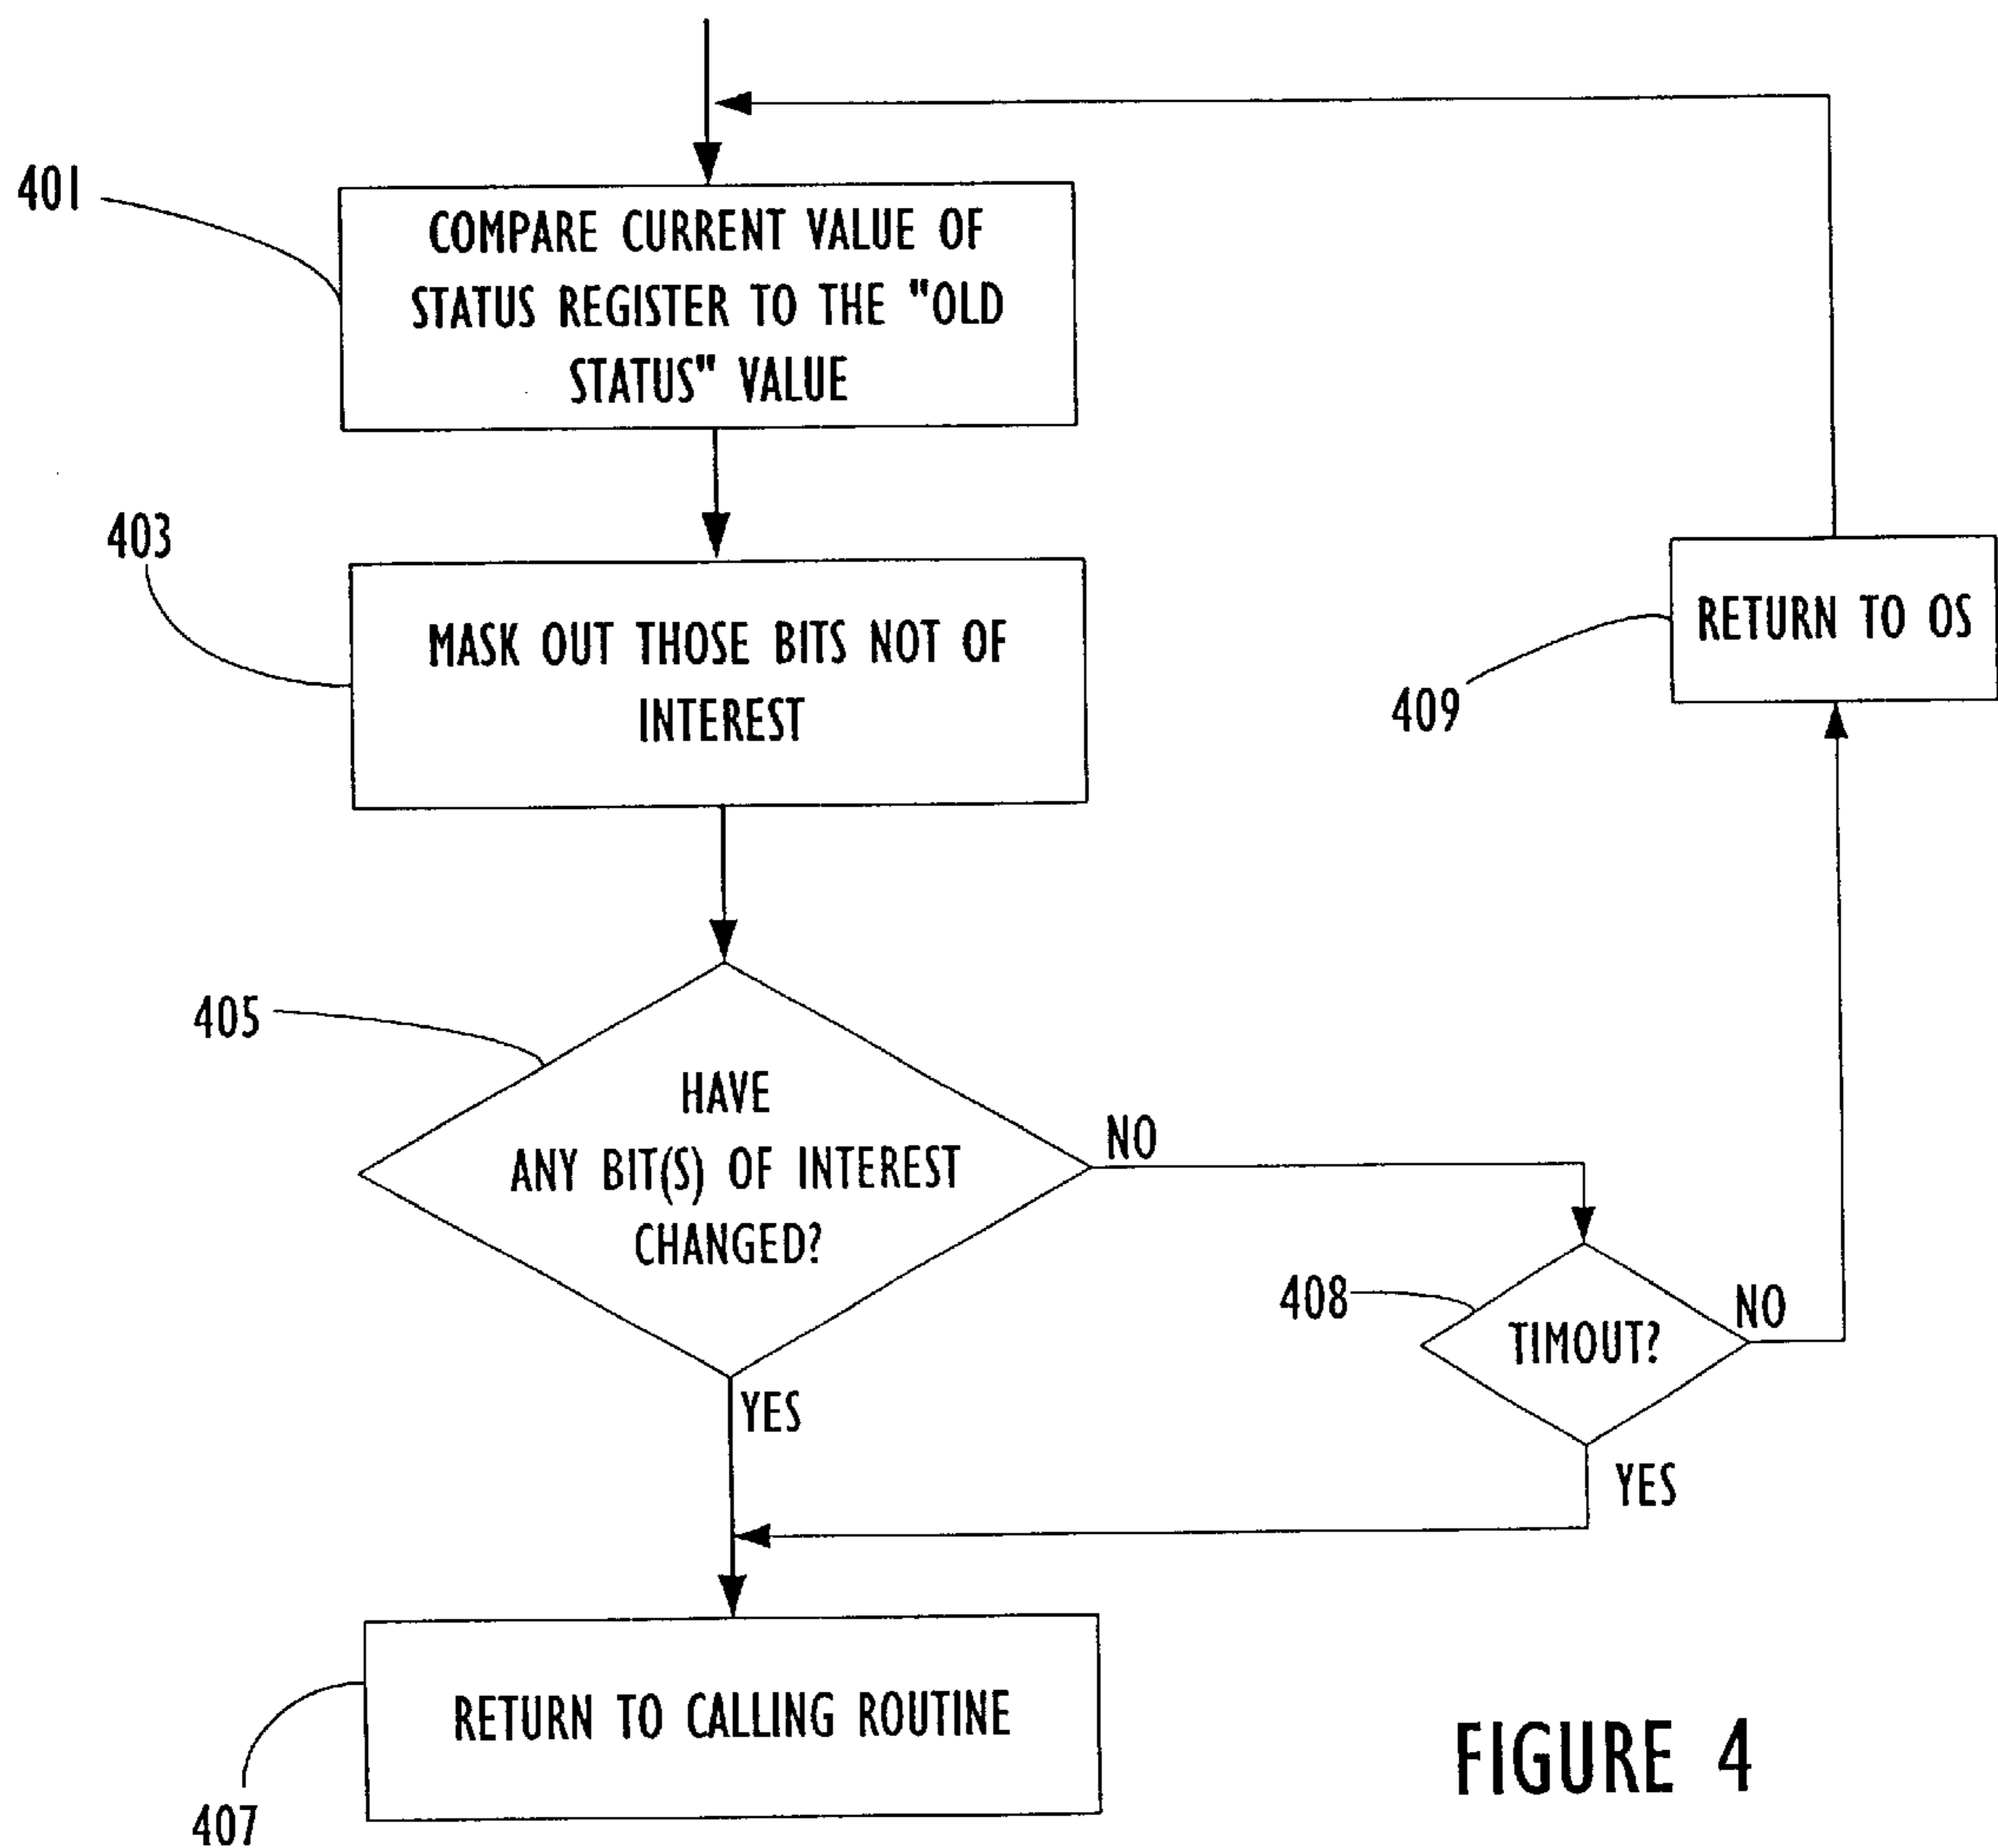 401
COMPARE CURRENT VALUE OF
STATUS REGISTER TO THE "OLD
STATUS" VALUE
403
MASK OUT THOSE BITS NOT OF
INTEREST
RETURN TO OS
409
405
HAVE
ANY BIT(S) OF INTEREST
CHANGED?
NO
YES
408
TIMOUT?
NO
YES
RETURN TO CALLING ROUTINE
407
FIGURE 4